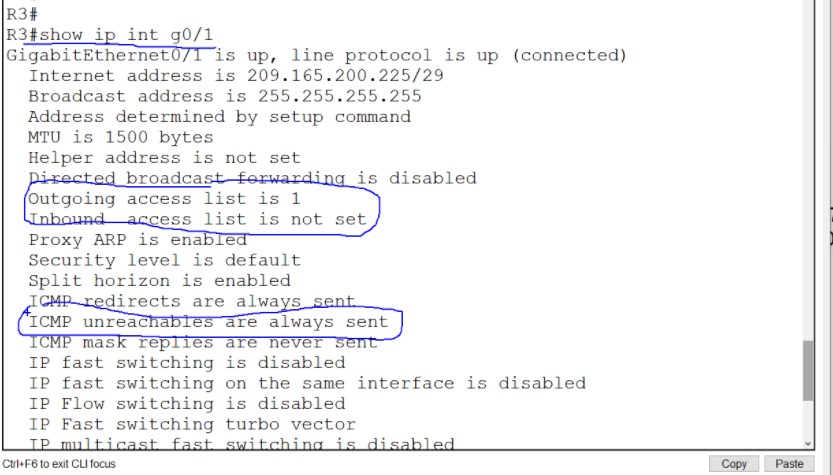 R3#
R3#show ip int g0/1
GigabitEthernet0/1 is up, line protocol is up (connected)
Internet address is 209.165.200.225/29
Broadcast address is 255.255.255.255
Address determined by setup command
MTU is 1500 bytes
Helper address is not set
Directed broadcast forwarding is disabled
Outgoing access list is 1
Inbound  access list is not set
Proxy ARP is enabled
Security level is default
Split horizon is enabled
ICMP redirects are always sent
ICMP unreachables are always sent
ICMP mask replies are never sent
IP fast switching is disabled
IP fast switching on the same interface is disabled
IP Flow switching is disabled
IP Fast switching turbo vector
IP multicast fast switching is disabled
Ctrl+F6 to exit CLI focus
Copy
Paste